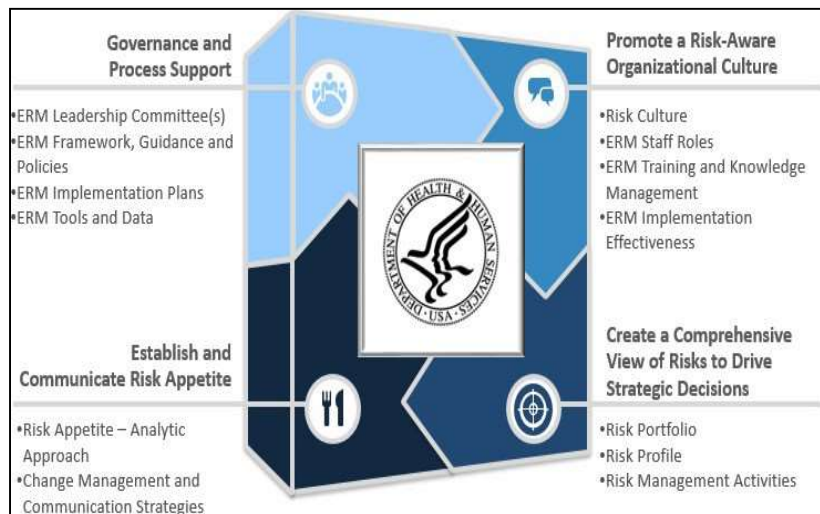 Governance and
Process Support
•ERM Leadership Committee(s)
•ERM Framework, Guidance and
Policies
•ERM Implementation Plans
•ERM Tools and Data
Promote a Risk-Aware
Organizational Culture
•Risk Culture
•ERM Staff Roles
•ERM Training and Knowledge
Management
•ERM Implementation
Effectiveness
DEPARTMENT OF HEALTH & HUMAN SERVICES · USA ·
Establish and
Communicate Risk Appetite
•Risk Appetite – Analytic
Approach
•Change Management and
Communication Strategies
Create a Comprehensive
View of Risks to Drive
Strategic Decisions
•Risk Portfolio
•Risk Profile
•Risk Management Activities